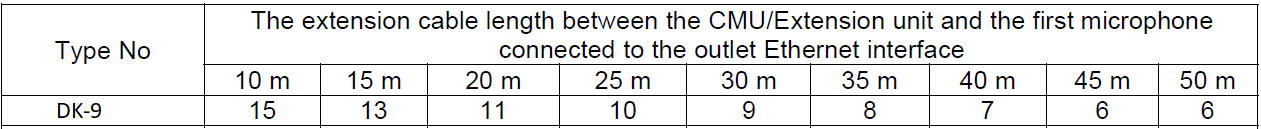 Type No
The extension cable length between the CMU/Extension unit and the first microphone
connected to the outlet Ethernet interface
10 m 15 m 20 m 25 m 30 m 35 m 40 m 45 m 50 m
DK-9 15 13 11 10 9 8 7 6 6